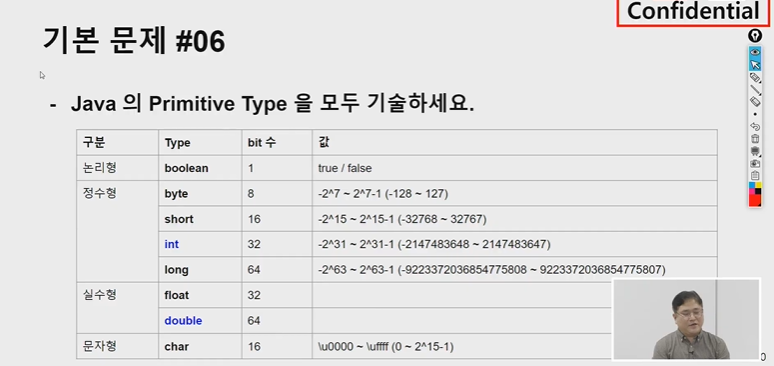 Confidential
기본 문제 #06
- Java 의 Primitive Type 을 모두 기술하세요.
구분 Type bit 수 값
논리형 boolean 1 true / false
정수형 byte 8 -2^7 ~ 2^7-1 (-128 ~ 127)
short 16 -2^15 ~ 2^15-1 (-32768 ~ 32767)
int 32 -2^31 ~ 2^31-1 (-2147483648 ~ 2147483647)
long 64 -2^63 ~ 2^63-1 (-9223372036854775808 ~ 9223372036854775807)
실수형 float 32
double 64
문자형 char 16 \u0000 ~ \uffff (0 ~ 2^15-1)